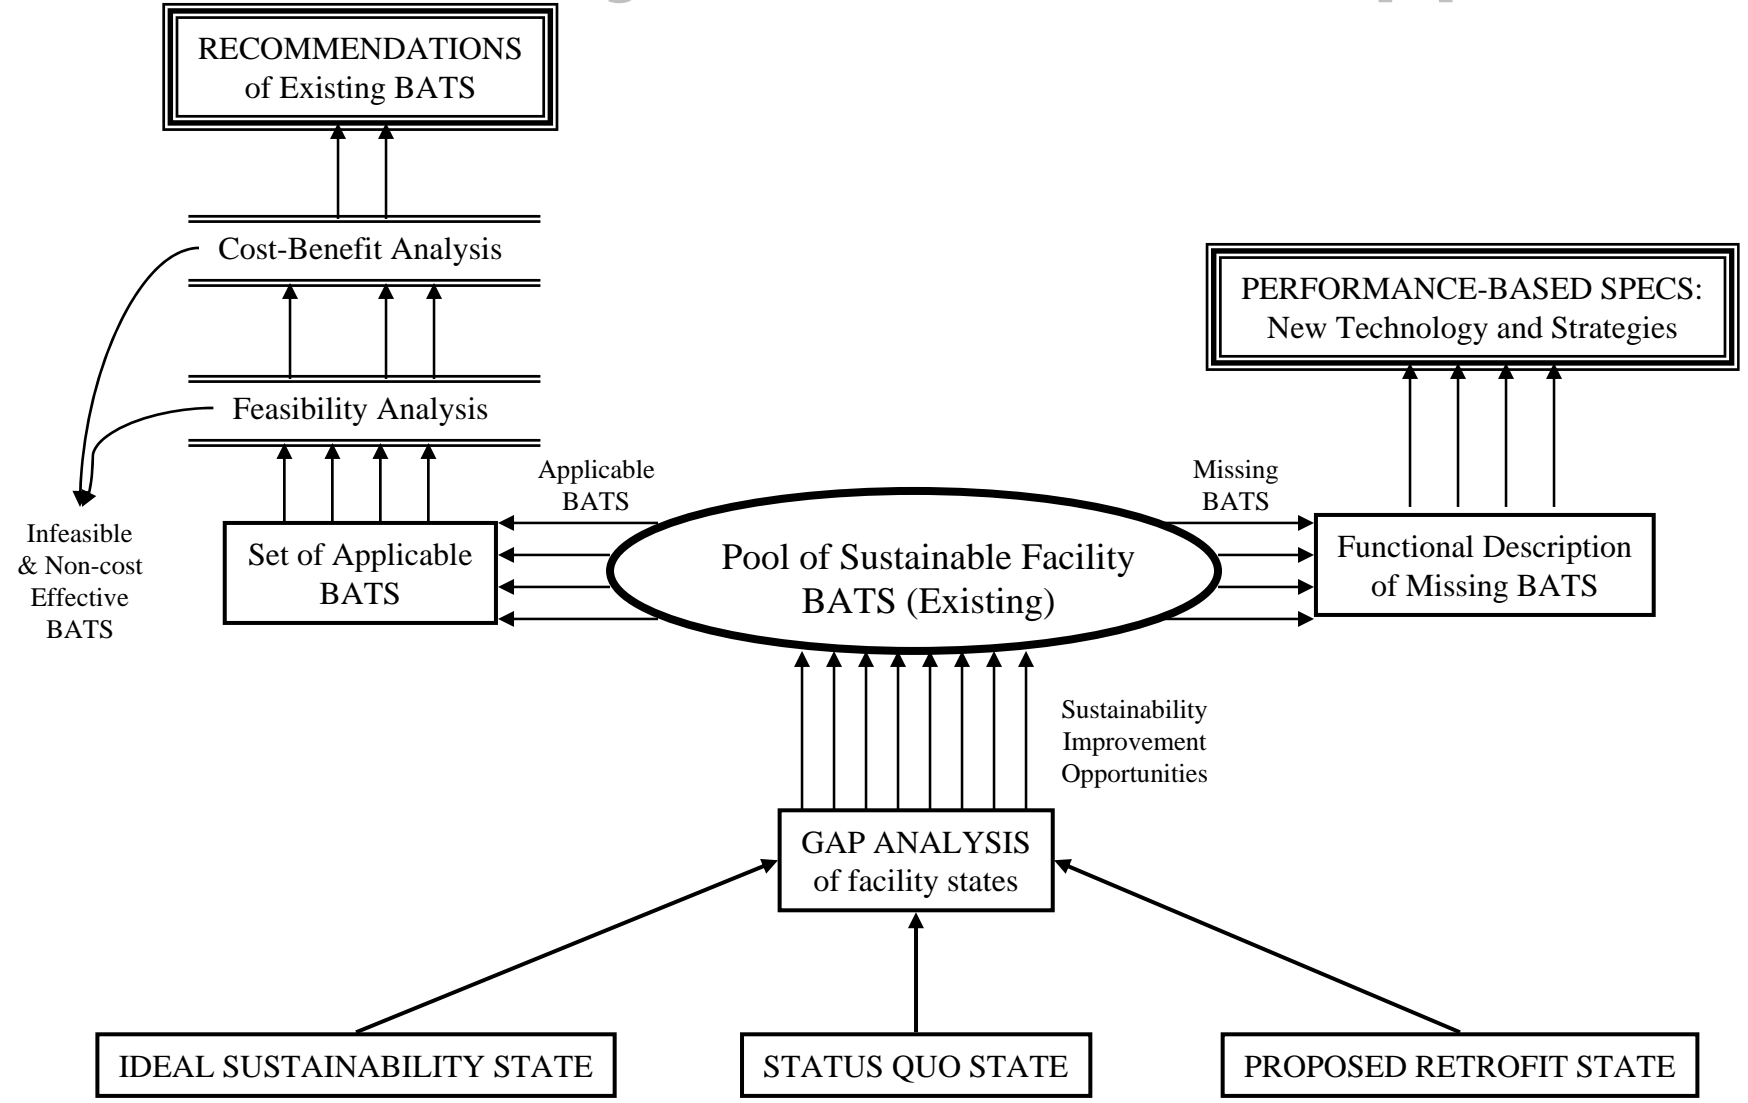 RECOMMENDATIONS
of Existing BATS
Cost-Benefit Analysis
Feasibility Analysis
PERFORMANCE-BASED SPECS:
New Technology and Strategies
Applicable
BATS
Missing
BATS
Infeasible
& Non-cost
Effective
BATS
Set of Applicable
BATS
Pool of Sustainable Facility
BATS (Existing)
Functional Description
of Missing BATS
Sustainability
Improvement
Opportunities
GAP ANALYSIS
of facility states
IDEAL SUSTAINABILITY STATE
STATUS QUO STATE
PROPOSED RETROFIT STATE